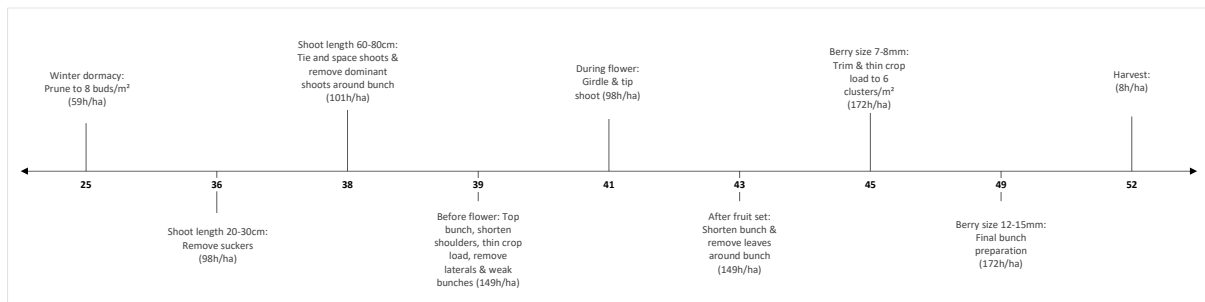 Winter dormacy:
Prune to 8 buds/m²
(59h/ha)
Shoot length 60-80cm:
Tie and space shoots &
remove dominant
shoots around bunch
(101h/ha)
During flower:
Girdle & tip
shoot (98h/ha)
Berry size 7-8mm:
Trim & thin crop
load to 6
clusters/m²
(172h/ha)
Harvest:
(8h/ha)
25 36 38 39 41 43 45 49 52
Shoot length 20-30cm:
Remove suckers
(98h/ha)
Before flower: Top
bunch, shorten
shoulders, thin crop
load, remove
laterals & weak
bunches (149h/ha)
After fruit set:
Shorten bunch &
remove leaves
around bunch
(149h/ha)
Berry size 12-15mm:
Final bunch
preparation
(172h/ha)